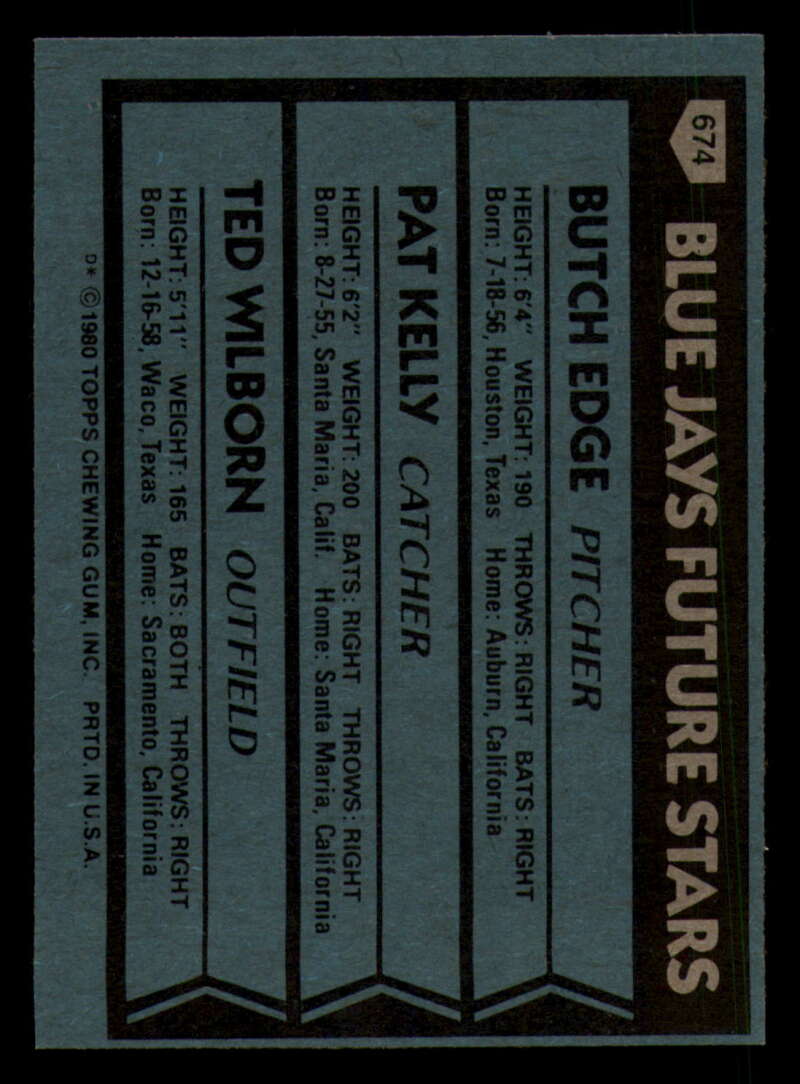 674
BLUE JAYS FUTURE STARS
BUTCH EDGE PITCHER
HEIGHT: 6'4" WEIGHT: 190 THROWS: RIGHT BATS: RIGHT
Born: 7-18-56, Houston, Texas Home: Auburn, California
PAT KELLY CATCHER
HEIGHT: 6'2" WEIGHT: 200 BATS: RIGHT THROWS: RIGHT
Born: 8-27-55, Santa Maria, Calif. Home: Santa Maria, California
TED WILBORN OUTFIELD
HEIGHT: 5'11" WEIGHT: 165 BATS: BOTH THROWS: RIGHT
Born: 12-16-58, Waco, Texas Home: Sacramento, California
D* © 1980 TOPPS CHEWING GUM, INC. PRTD. IN U.S.A.